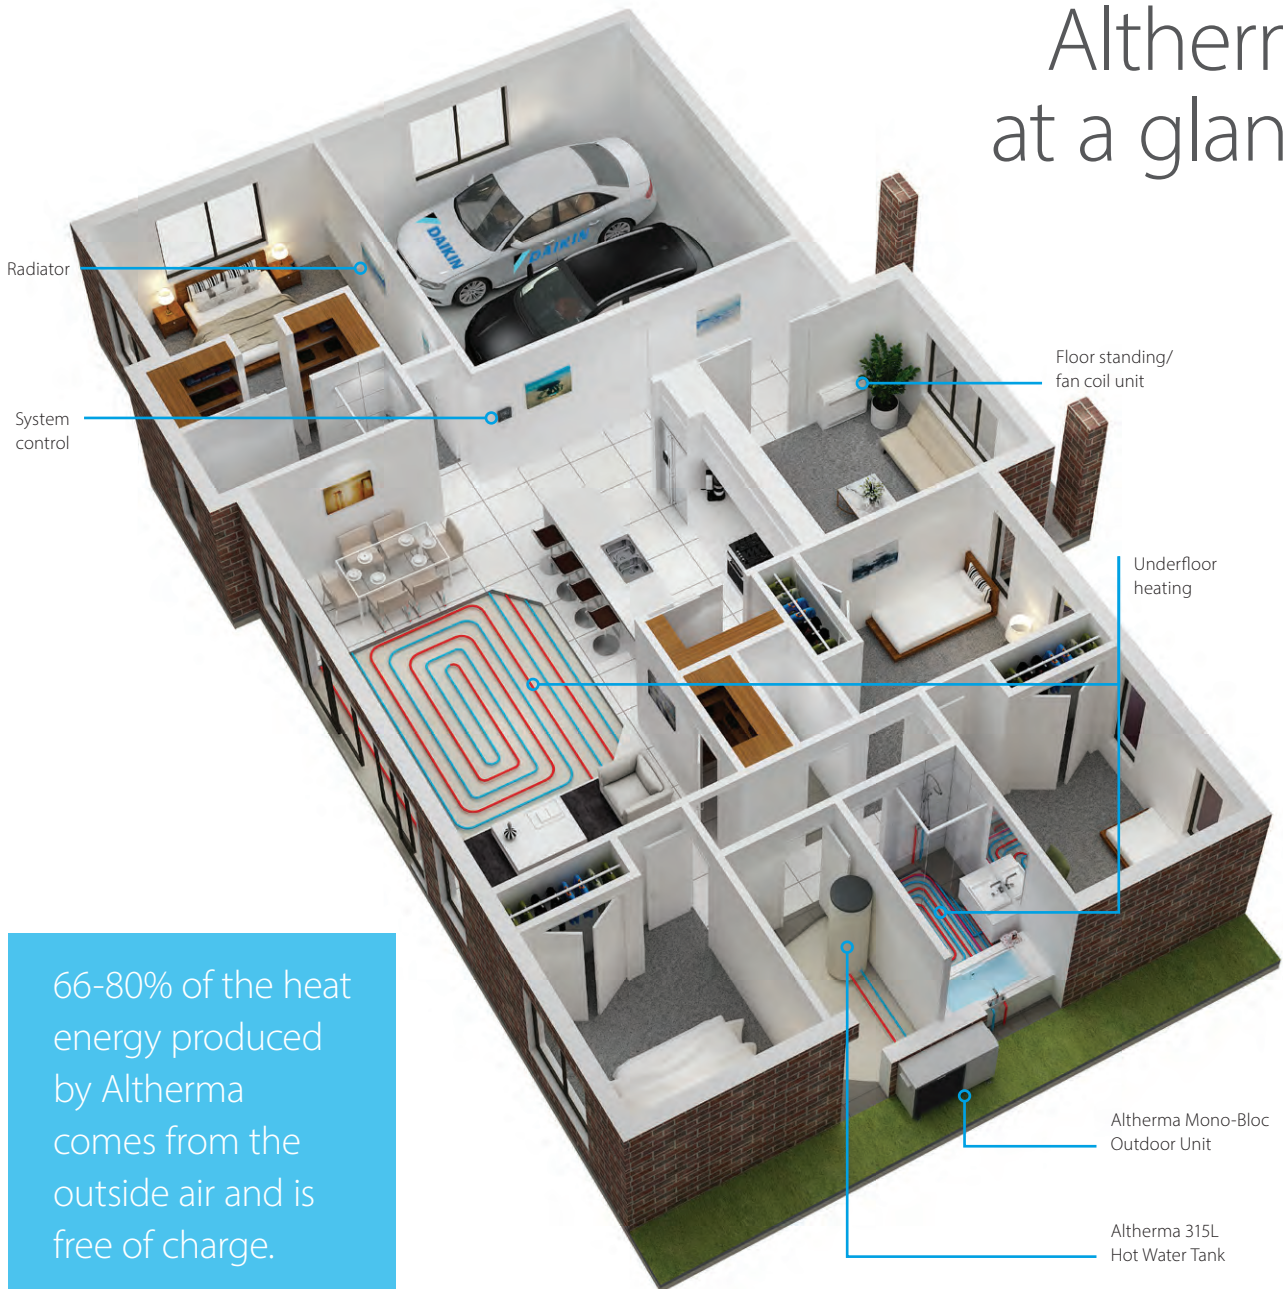 Altherm
at a glan
Radiator
System
control
DAIKIN
DAIKIN
Floor standing/
fan coil unit
Underfloor
heating
66-80% of the heat
energy produced
by Altherma
comes from the
outside air and is
free of charge.
Altherma Mono-Bloc
Outdoor Unit
Altherma 315L
Hot Water Tank